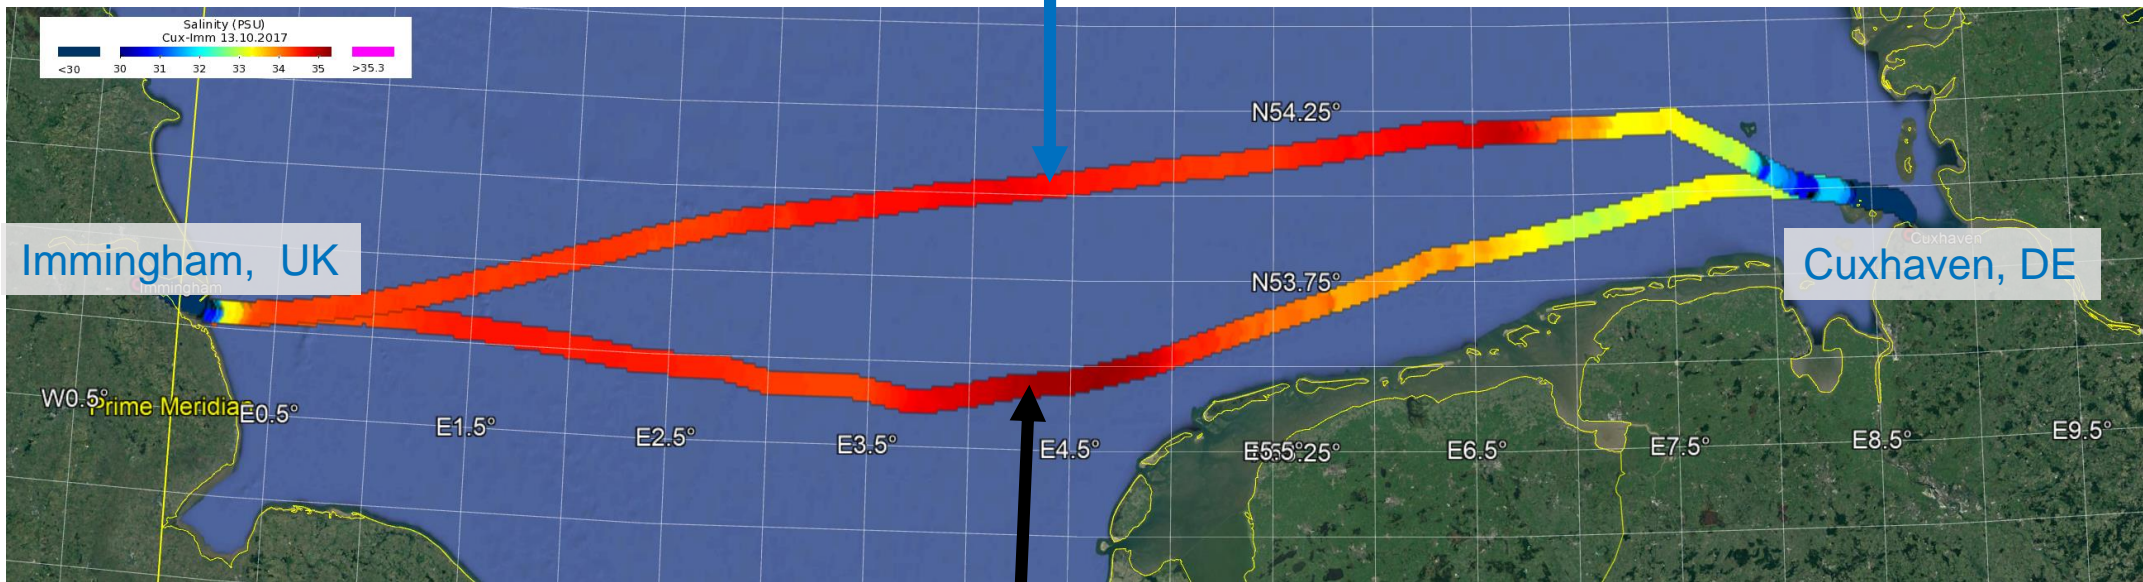 Salinity (PSU)
Cux-Imm 13.10.2017
<30 30 31 32 33 34 35 >35.3
N54.25°
Immingham, UK
Immingham
Cuxhaven
Cuxhaven, DE
N53.75°
W0.5°
Prime Meridian
E0.5°
E1.5°
E2.5°
E3.5°
E4.5°
E5.5°
E6.5°
E7.5°
E8.5°
E9.5°